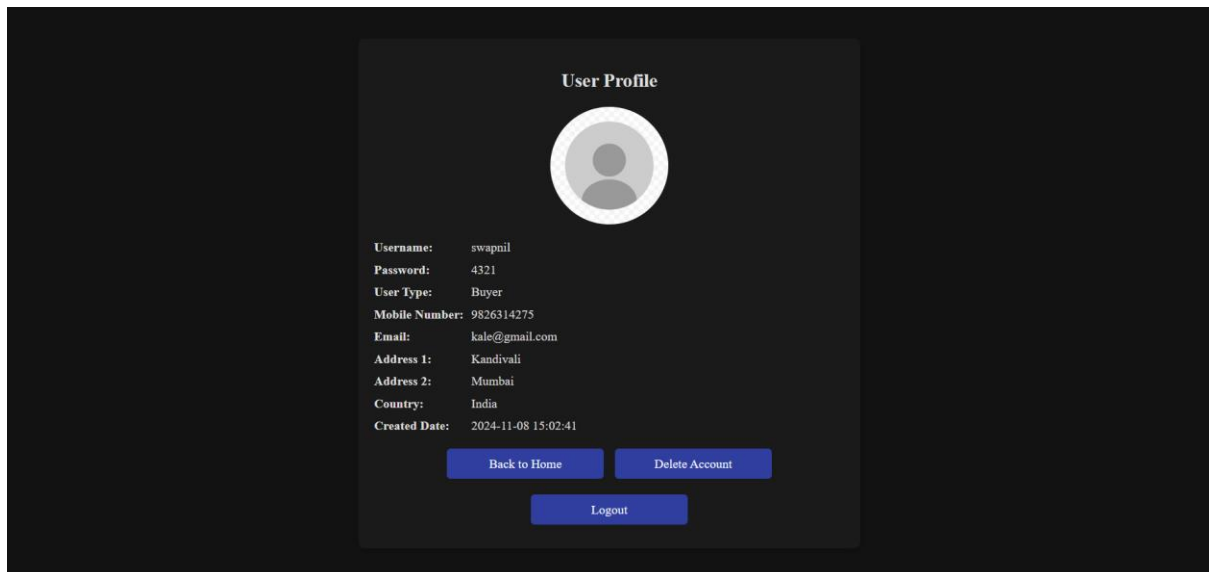 User Profile
Username: swapnil
Password: 4321
User Type: Buyer
Mobile Number: 9826314275
Email: kale@gmail.com
Address 1: Kandivali
Address 2: Mumbai
Country: India
Created Date: 2024-11-08 15:02:41
Back to Home Delete Account
Logout